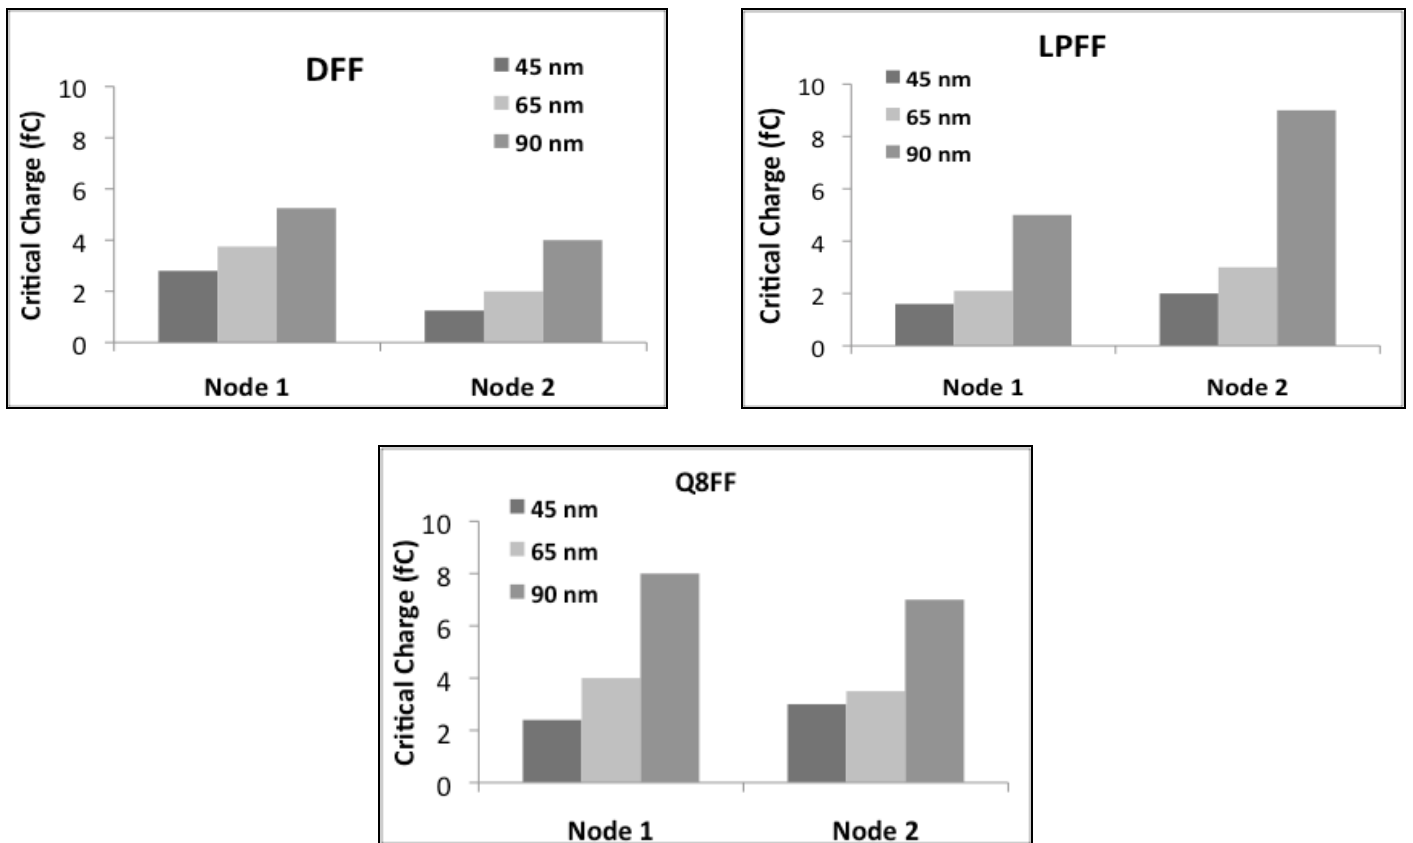 DFF
45 nm
65 nm
90 nm
Critical Charge (fC)
10
8
6
4
2
0
Node 1
Node 2
LPFF
45 nm
65 nm
90 nm
Critical Charge (fC)
10
8
6
4
2
0
Node 1
Node 2
Q8FF
45 nm
65 nm
90 nm
Critical Charge (fC)
10
8
6
4
2
0
Node 1
Node 2